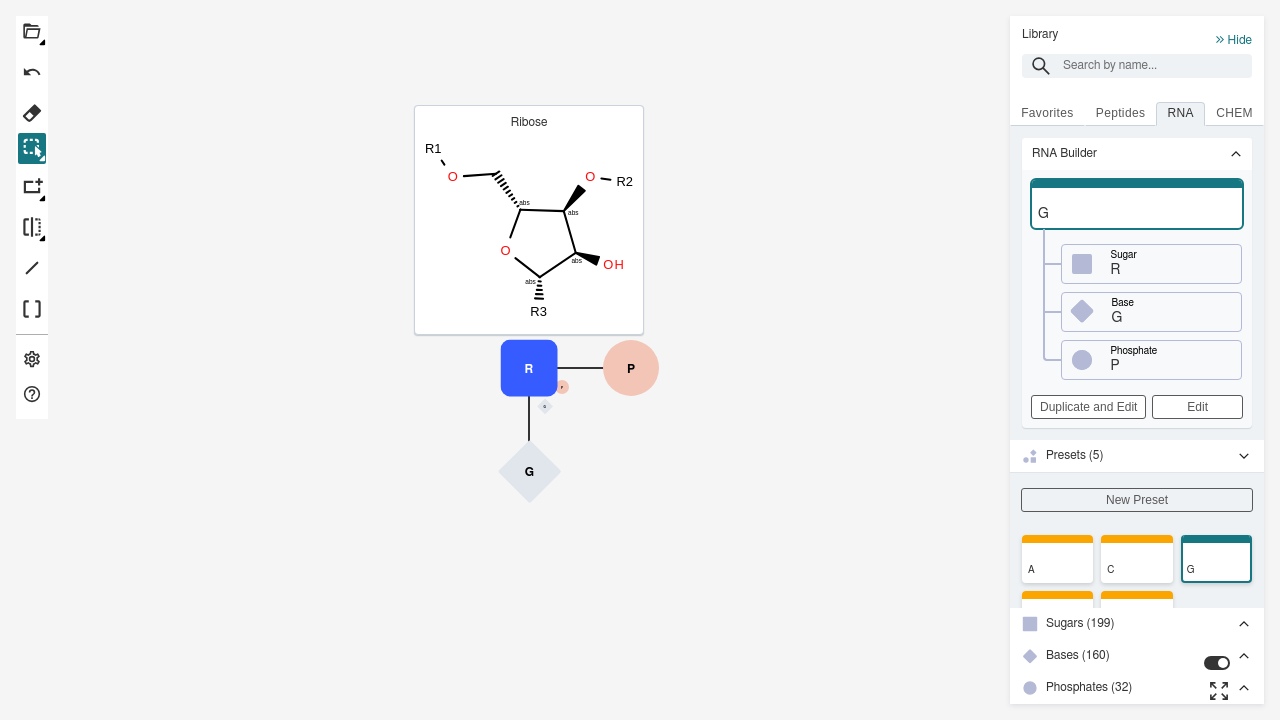 Ribose
R1
O
O
R2
abs
abs
O
OH
abs
abs
R3
R
P
G
Library
Hide
Search by name...
Favorites
Peptides
RNA
CHEM
RNA Builder
G
Sugar
R
Base
G
Phosphate
P
Duplicate and Edit
Edit
Presets (5)
New Preset
A
C
G
Sugars (199)
Bases (160)
Phosphates (32)